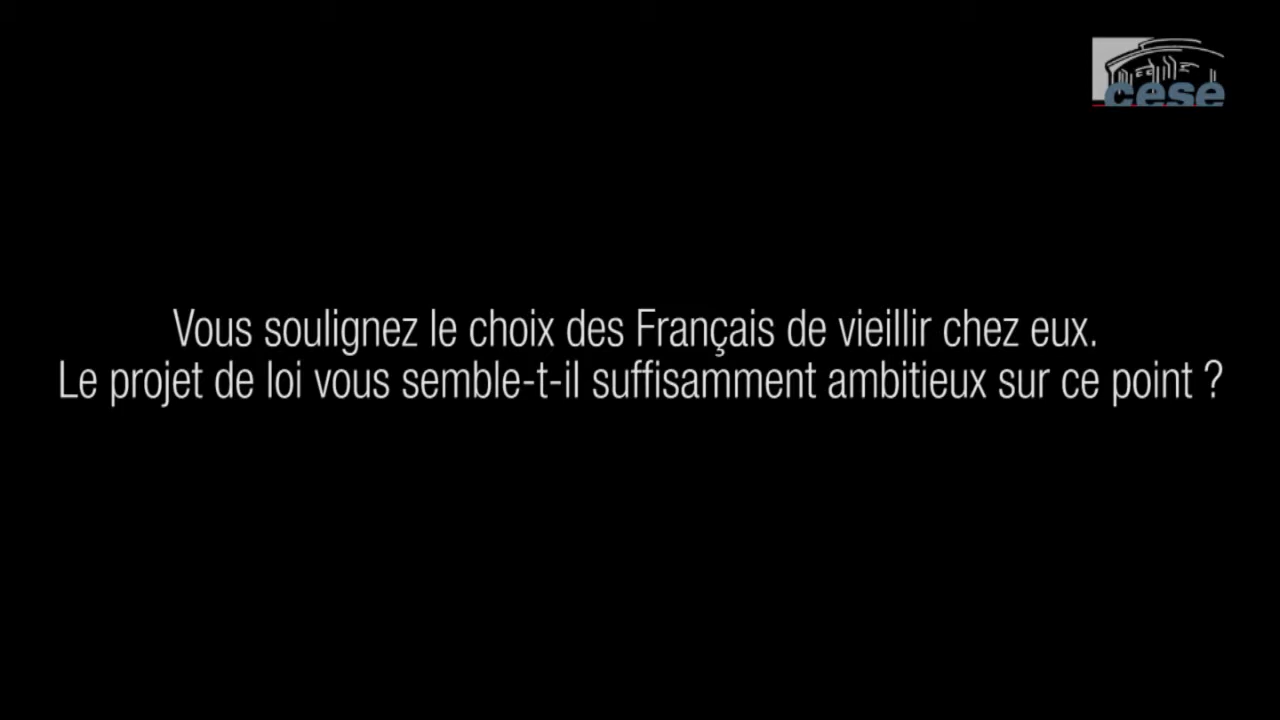 cese
Vous soulignez le choix des Français de vieillir chez eux.
Le projet de loi vous semble-t-il suffisamment ambitieux sur ce point ?